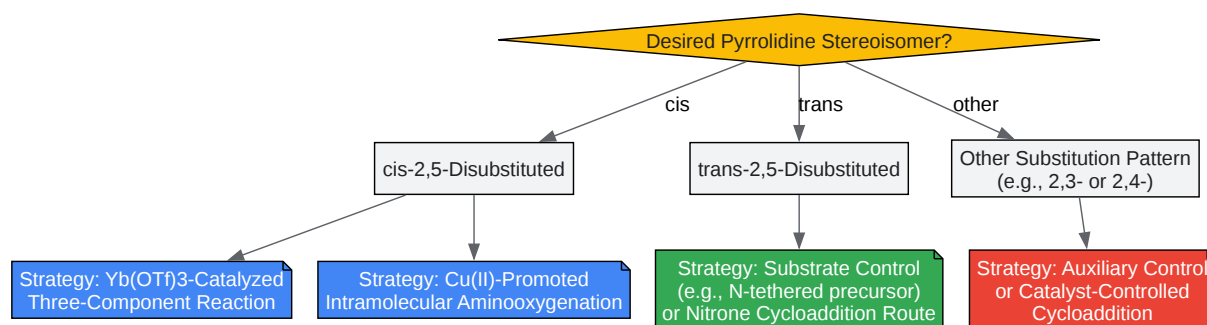 Desired Pyrrolidine Stereoisomer?
cis
trans
other
cis-2,5-Disubstituted
trans-2,5-Disubstituted
Other Substitution Pattern
(e.g., 2,3- or 2,4-)
Strategy: Yb(OTf)3-Catalyzed
Three-Component Reaction
Strategy: Cu(II)-Promoted
Intramolecular Aminooxygenation
Strategy: Substrate Control
(e.g., N-tethered precursor)
or Nitrone Cycloaddition Route
Strategy: Auxiliary Control
or Catalyst-Controlled
Cycloaddition